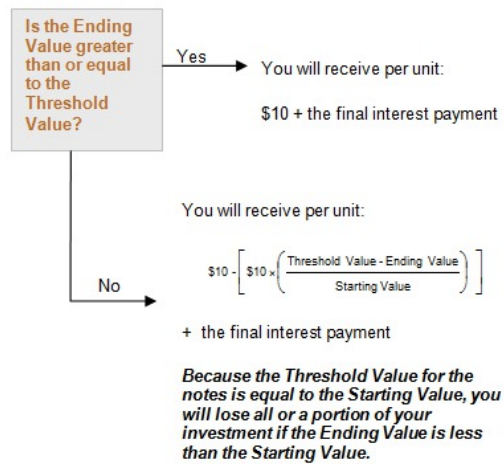 Is the Ending
Value greater
than or equal
to the
Threshold
Value?
Yes
You will receive per unit:
$10 + the final interest payment
No
You will receive per unit:
$10 - [ $10 × ( Threshold Value - Ending Value
Starting Value ) ]
+ the final interest payment
Because the Threshold Value for the
notes is equal to the Starting Value, you
will lose all or a portion of your
investment if the Ending Value is less
than the Starting Value.